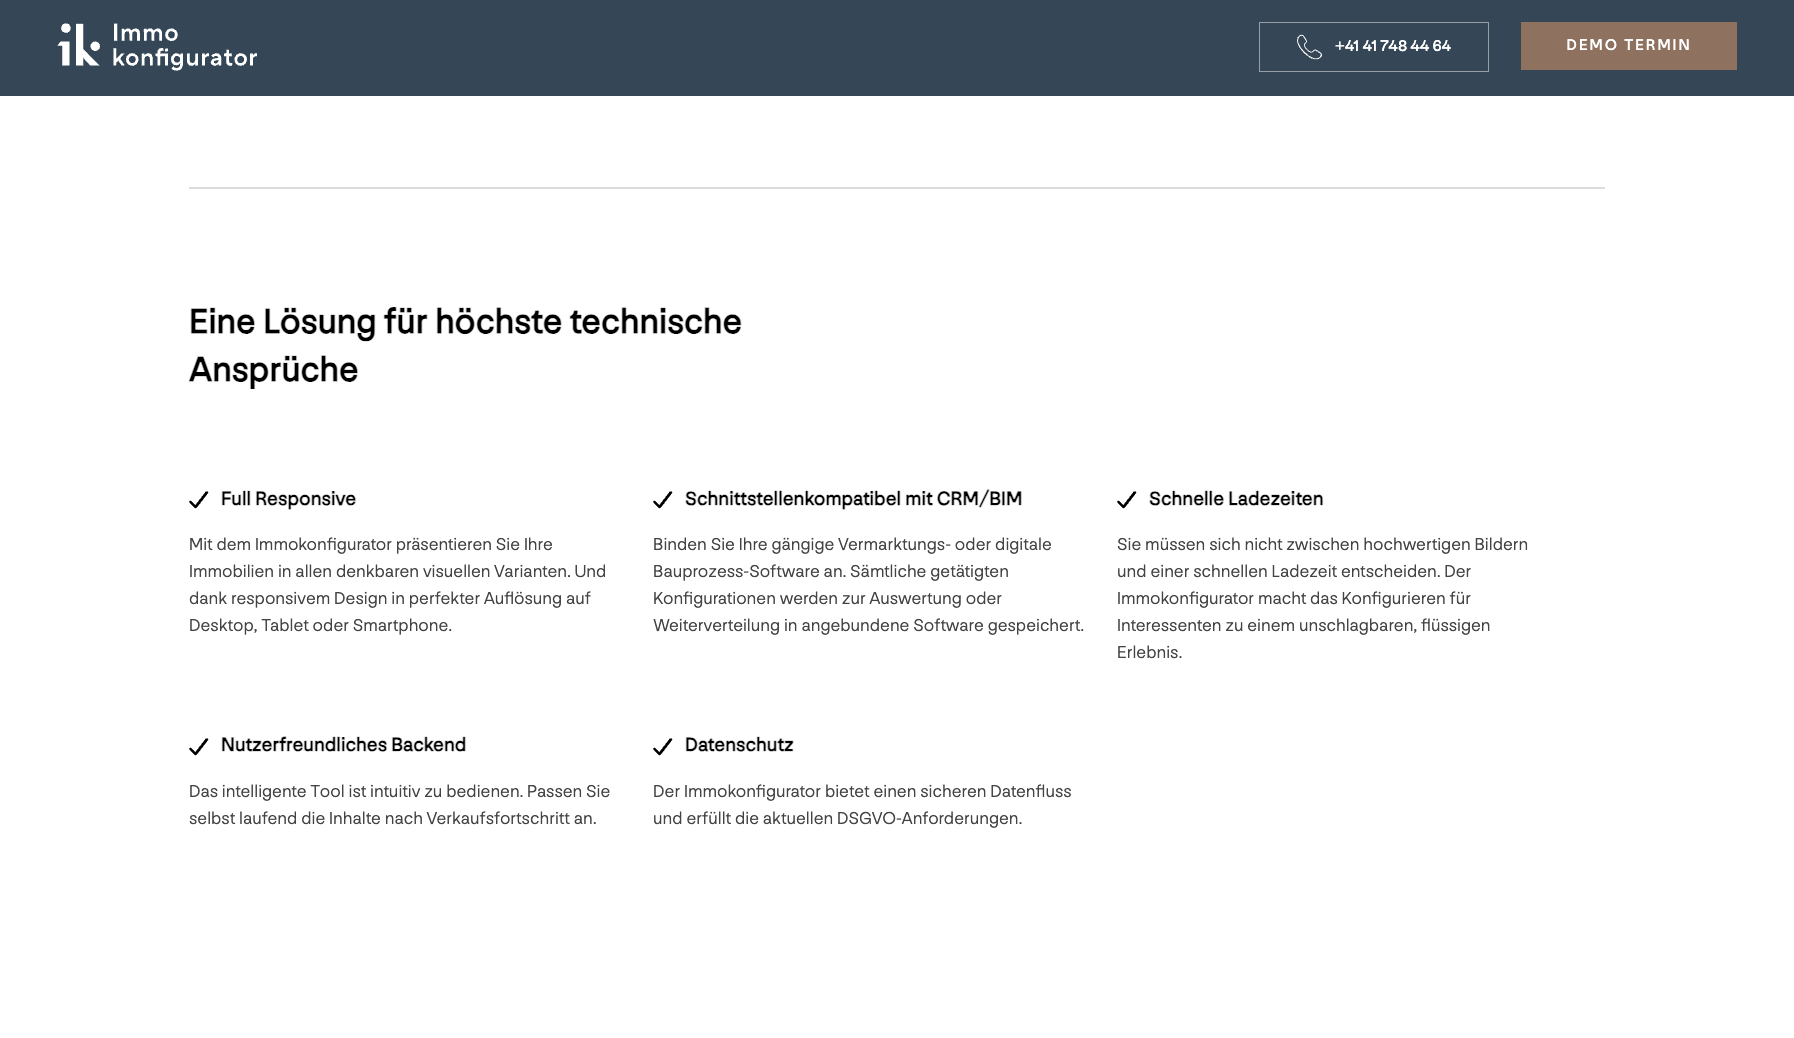 Immo
konfigurator
+41 41 748 44 64
DEMO TERMIN
Eine Lösung für höchste technische
Ansprüche
Full Responsive
Mit dem Immokonfigurator präsentieren Sie Ihre
Immobilien in allen denkbaren visuellen Varianten. Und
dank responsivem Design in perfekter Auflösung auf
Desktop, Tablet oder Smartphone.
Schnittstellenkompatibel mit CRM/BIM
Binden Sie Ihre gängige Vermarktungs- oder digitale
Bauprozess-Software an. Sämtliche getätigten
Konfigurationen werden zur Auswertung oder
Weiterverteilung in angebundene Software gespeichert.
Schnelle Ladezeiten
Sie müssen sich nicht zwischen hochwertigen Bildern
und einer schnellen Ladezeit entscheiden. Der
Immokonfigurator macht das Konfigurieren für
Interessenten zu einem unschlagbaren, flüssigen
Erlebnis.
Nutzerfreundliches Backend
Das intelligente Tool ist intuitiv zu bedienen. Passen Sie
selbst laufend die Inhalte nach Verkaufsfortschritt an.
Datenschutz
Der Immokonfigurator bietet einen sicheren Datenfluss
und erfüllt die aktuellen DSGVO-Anforderungen.